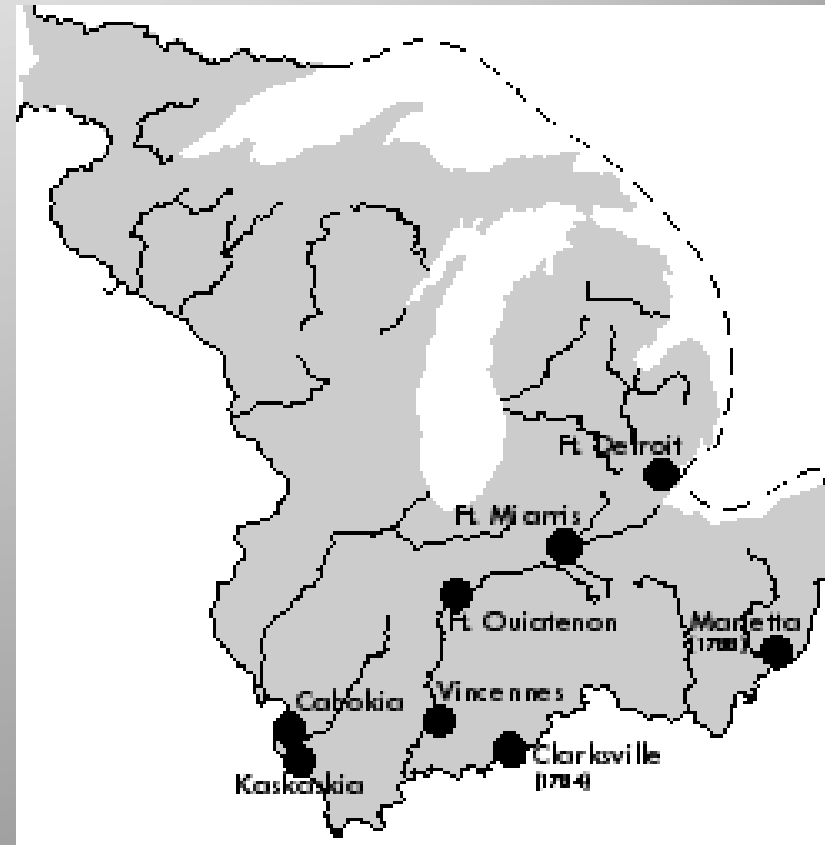 Ft. Detroit
Ft. Miamis
Ft. Ouiatenon
Marietta
(1788)
Cahokia
Vincennes
Clarksville
(1784)
Kaskaskia